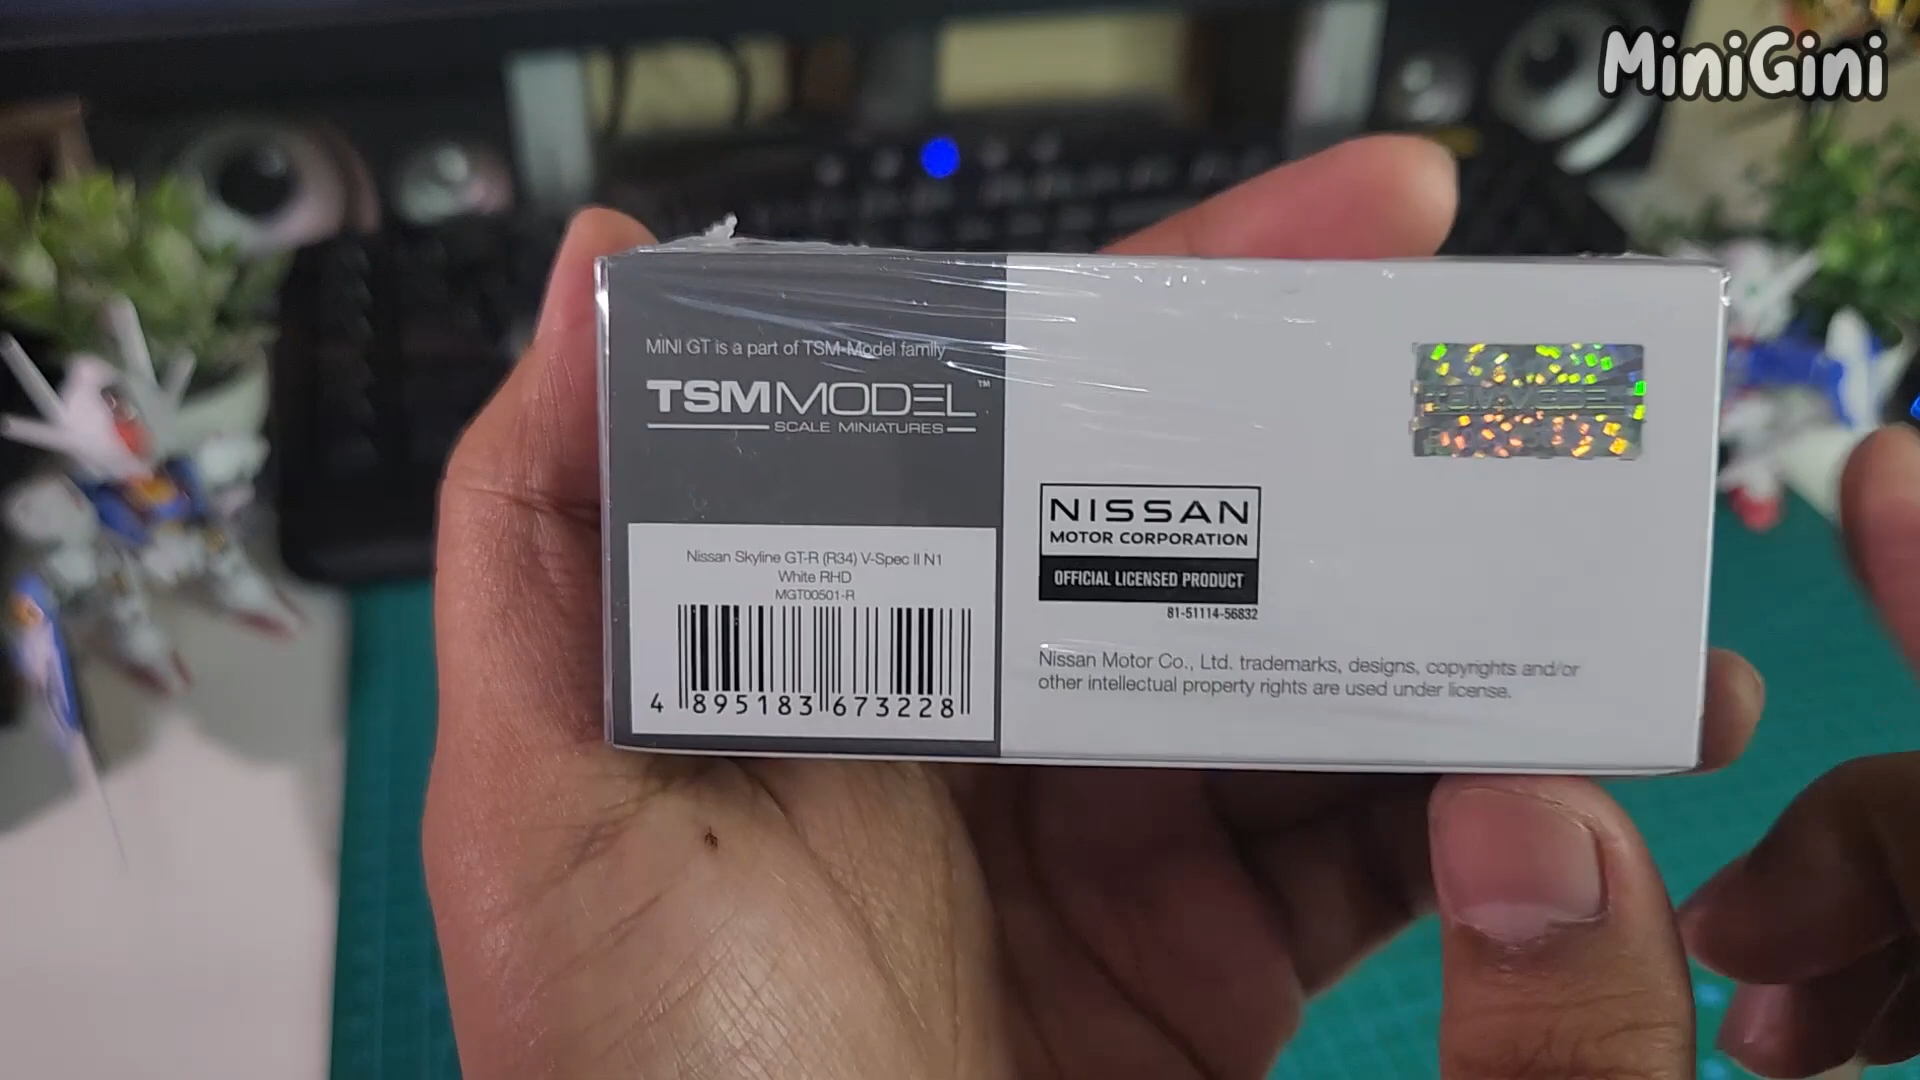 MiniGini
MINI GT is a part of TSM-Model family
TSMMODEL™
SCALE MINIATURES
Nissan Skyline GT-R (R34) V-Spec II N1
White RHD
MGT00501-R
4 895183 673228
TSM MODEL
NISSAN
MOTOR CORPORATION
OFFICIAL LICENSED PRODUCT
81-51114-56832
Nissan Motor Co., Ltd. trademarks, designs, copyrights and/or
other intellectual property rights are used under license.